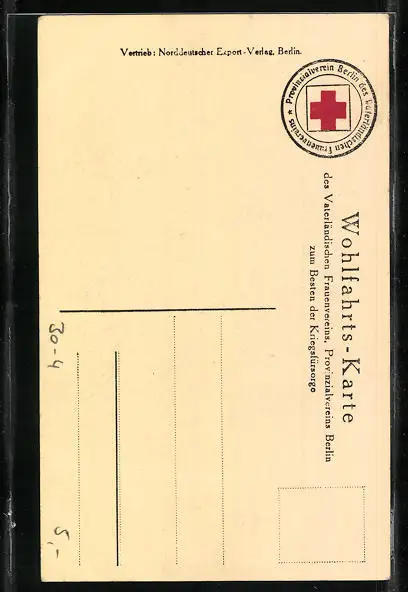 Vertrieb: Norddeutscher Export-Verlag, Berlin.
* Provinzialverein Berlin des Vaterländischen Frauenvereins
Wohlfahrts-Karte
des Vaterländischen Frauenvereins, Provinzialvereins Berlin
zum Besten der Kriegsfürsorge
30-4
5,-